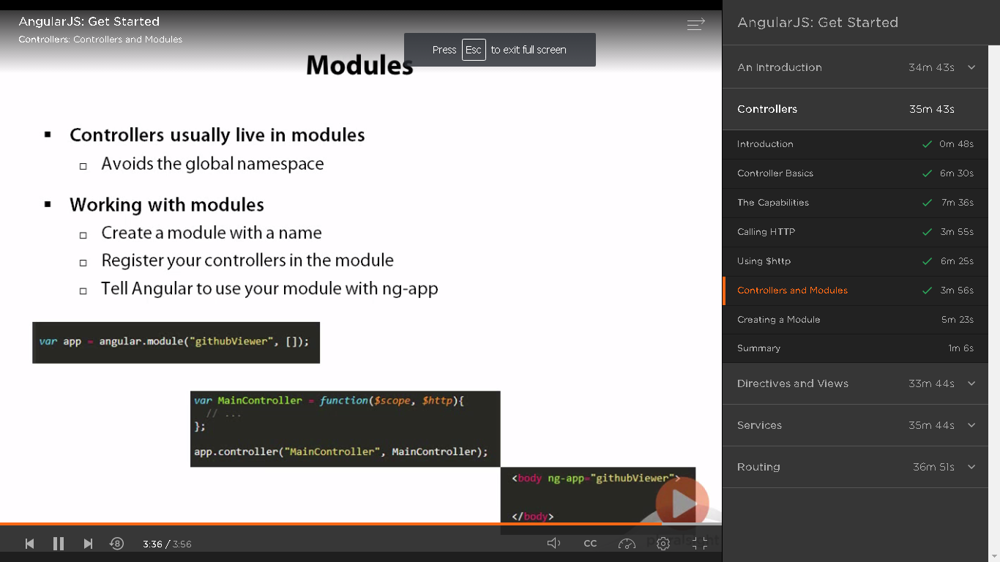 AngularJS: Get Started
Controllers: Controllers and Modules
Press Esc to exit full screen
Modules
Controllers usually live in modules
Avoids the global namespace
Working with modules
Create a module with a name
Register your controllers in the module
Tell Angular to use your module with ng-app
var app = angular.module("githubViewer", []);
var MainController = function($scope, $http){
// ...
};
app.controller("MainController", MainController);
<body ng-app="githubViewer">
</body>
8
3:36 / 3:56
CC
AngularJS: Get Started
An Introduction 34m 43s
Controllers 35m 43s
Introduction 0m 48s
Controller Basics 6m 30s
The Capabilities 7m 36s
Calling HTTP 3m 55s
Using $http 6m 25s
Controllers and Modules 3m 56s
Creating a Module 5m 23s
Summary 1m 6s
Directives and Views 33m 44s
Services 35m 44s
Routing 36m 51s